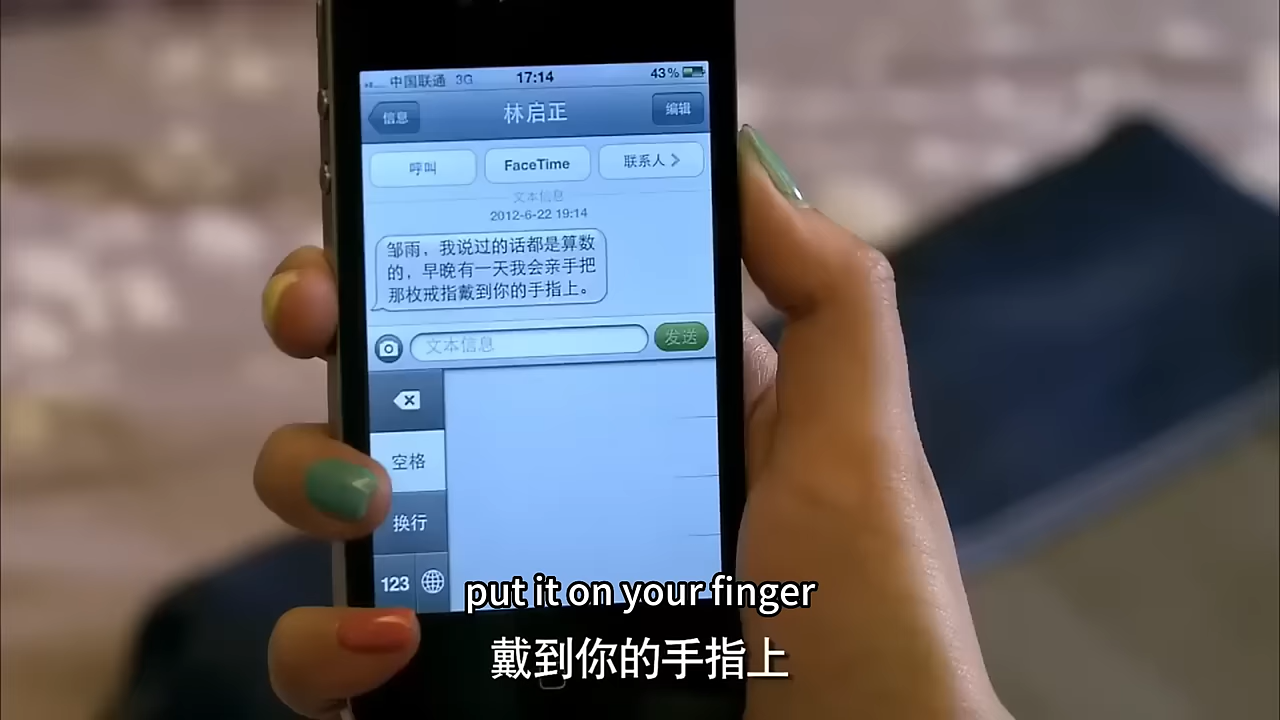 中国联通 3G 17:14 43%
信息 林启正 编辑
呼叫 FaceTime 联系人
文本信息
2012-6-22 19:14
邹雨，我说过的话都是算数
的，早晚有一天我会亲手把
那枚戒指戴到你的手指上。
文本信息 发送
空格
换行
123
put it on your finger
戴到你的手指上